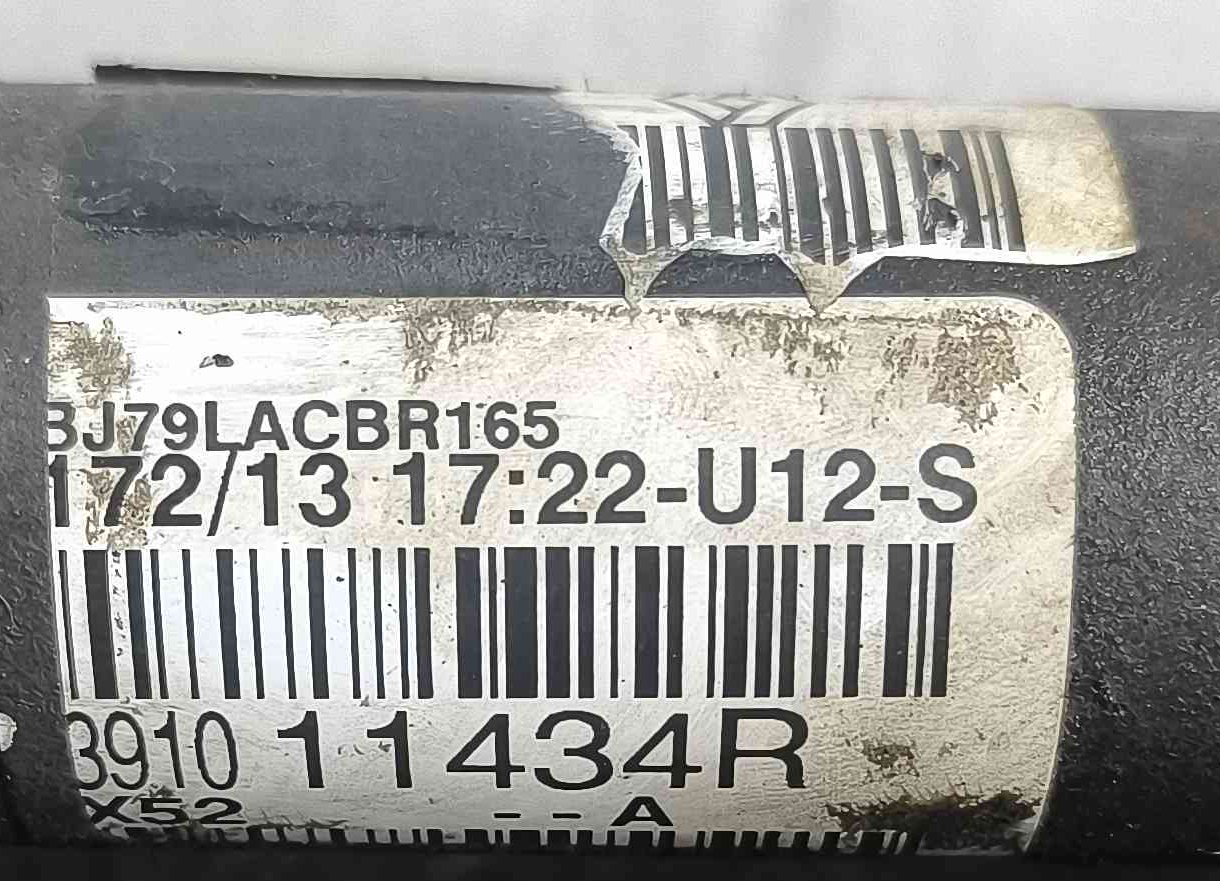 BJ79LACBR165
172/13 17:22-U12-S
3910 11434R
X52 --A